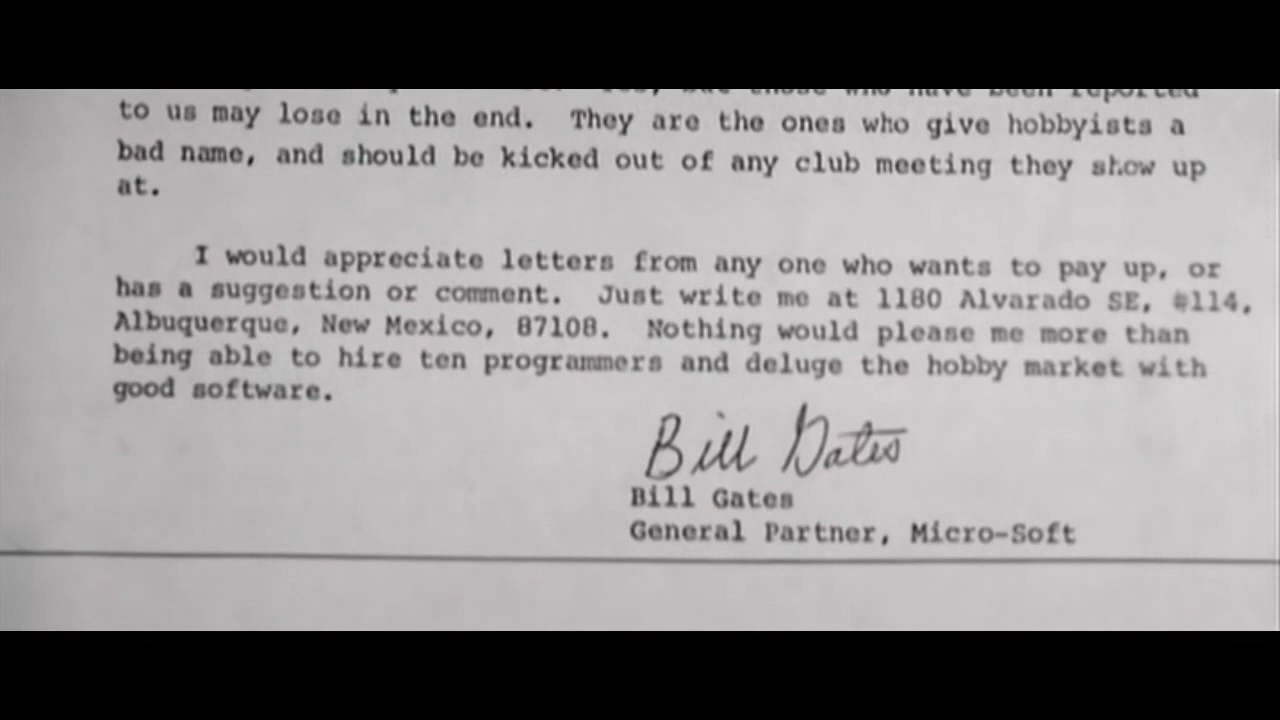 to us may lose in the end.  They are the ones who give hobbyists a
bad name, and should be kicked out of any club meeting they show up
at.
I would appreciate letters from any one who wants to pay up, or
has a suggestion or comment.  Just write me at 1180 Alvarado SE, #114,
Albuquerque, New Mexico, 87108.  Nothing would please me more than
being able to hire ten programmers and deluge the hobby market with
good software.
Bill Gates
Bill Gates
General Partner, Micro-Soft